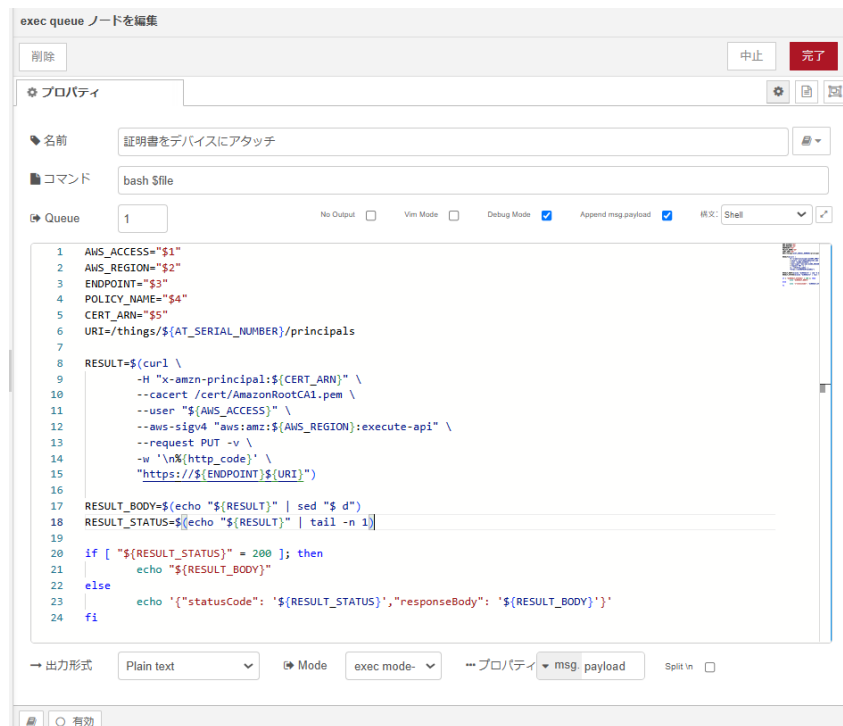 exec queue ノードを編集
削除 中止 完了
プロパティ
名前 証明書をデバイスにアタッチ
コマンド bash $file
Queue 1 No Output Vim Mode Debug Mode Append msg.payload 構文: Shell
1 AWS_ACCESS="$1"
2 AWS_REGION="$2"
3 ENDPOINT="$3"
4 POLICY_NAME="$4"
5 CERT_ARN="$5"
6 URI=/things/${AT_SERIAL_NUMBER}/principals
7
8 RESULT=$(curl \
9 -H "x-amzn-principal:${CERT_ARN}" \
10 --cacert /cert/AmazonRootCA1.pem \
11 --user "${AWS_ACCESS}" \
12 --aws-sigv4 "aws:amz:${AWS_REGION}:execute-api" \
13 --request PUT -v \
14 -w '\n%{http_code}' \
15 "https://${ENDPOINT}${URI}")
16
17 RESULT_BODY=$(echo "${RESULT}" | sed "$ d")
18 RESULT_STATUS=$(echo "${RESULT}" | tail -n 1)
19
20 if [ "${RESULT_STATUS}" = 200 ]; then
21 echo "${RESULT_BODY}"
22 else
23 echo '{"statusCode": '${RESULT_STATUS}',"responseBody": '${RESULT_BODY}'}'
24 fi
出力形式 Plain text Mode exec mode- プロパティ msg. payload Split \n
有効